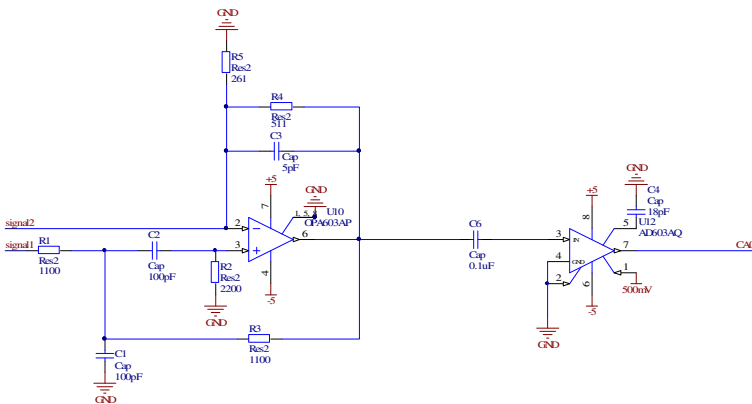 GND
R5
Res2
261
R4
Res2
511
C3
Cap
5pF
+5
7
GND
1, 5, 8
U10
OPA603AP
signal2
2
signal1
R1
Res2
1100
C2
Cap
100pF
3
6
R2
Res2
2200
4
-5
GND
R3
Res2
1100
C1
Cap
100pF
GND
C6
Cap
0.1uF
+5
8
GND
C4
Cap
18pF
5
U12
AD603AQ
3
IN
7
4
GND
2
1
500mV
6
-5
GND